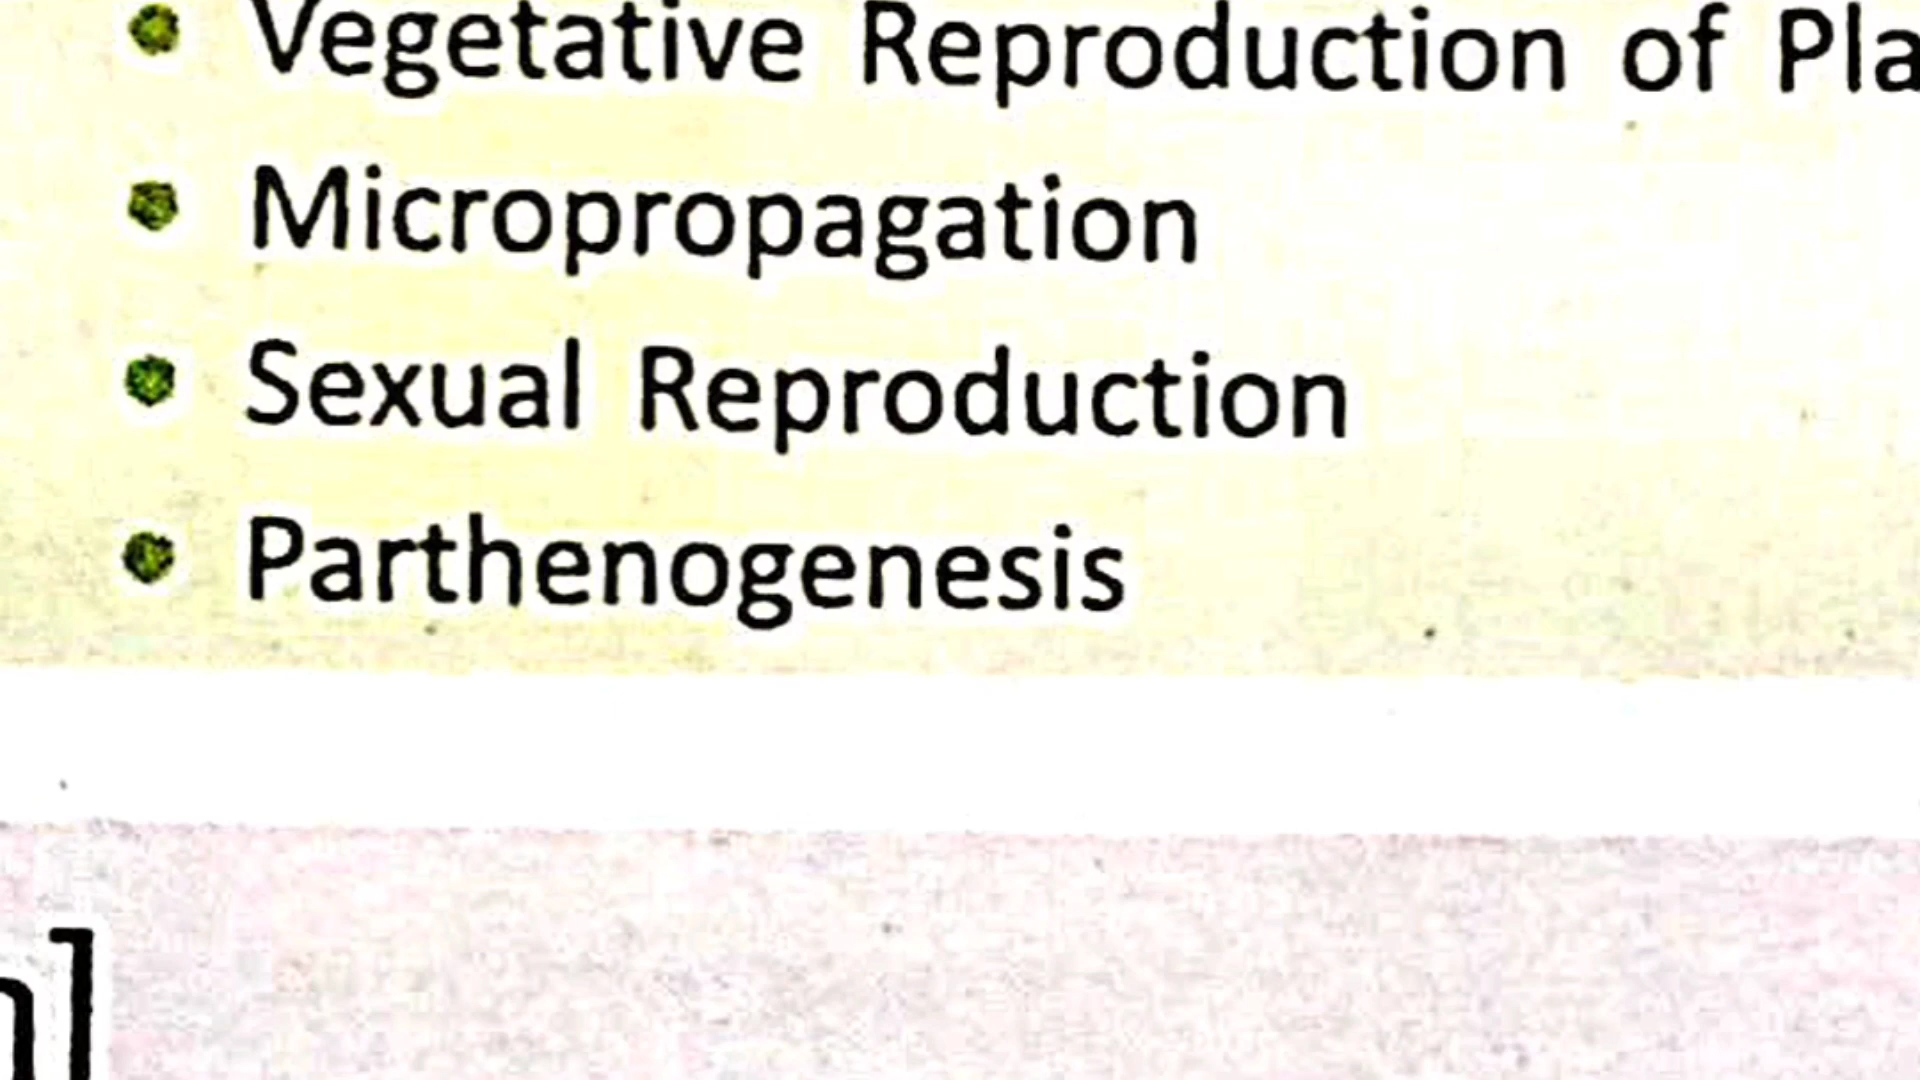 • Vegetative Reproduction of Pla
• Micropropagation
• Sexual Reproduction
• Parthenogenesis
]